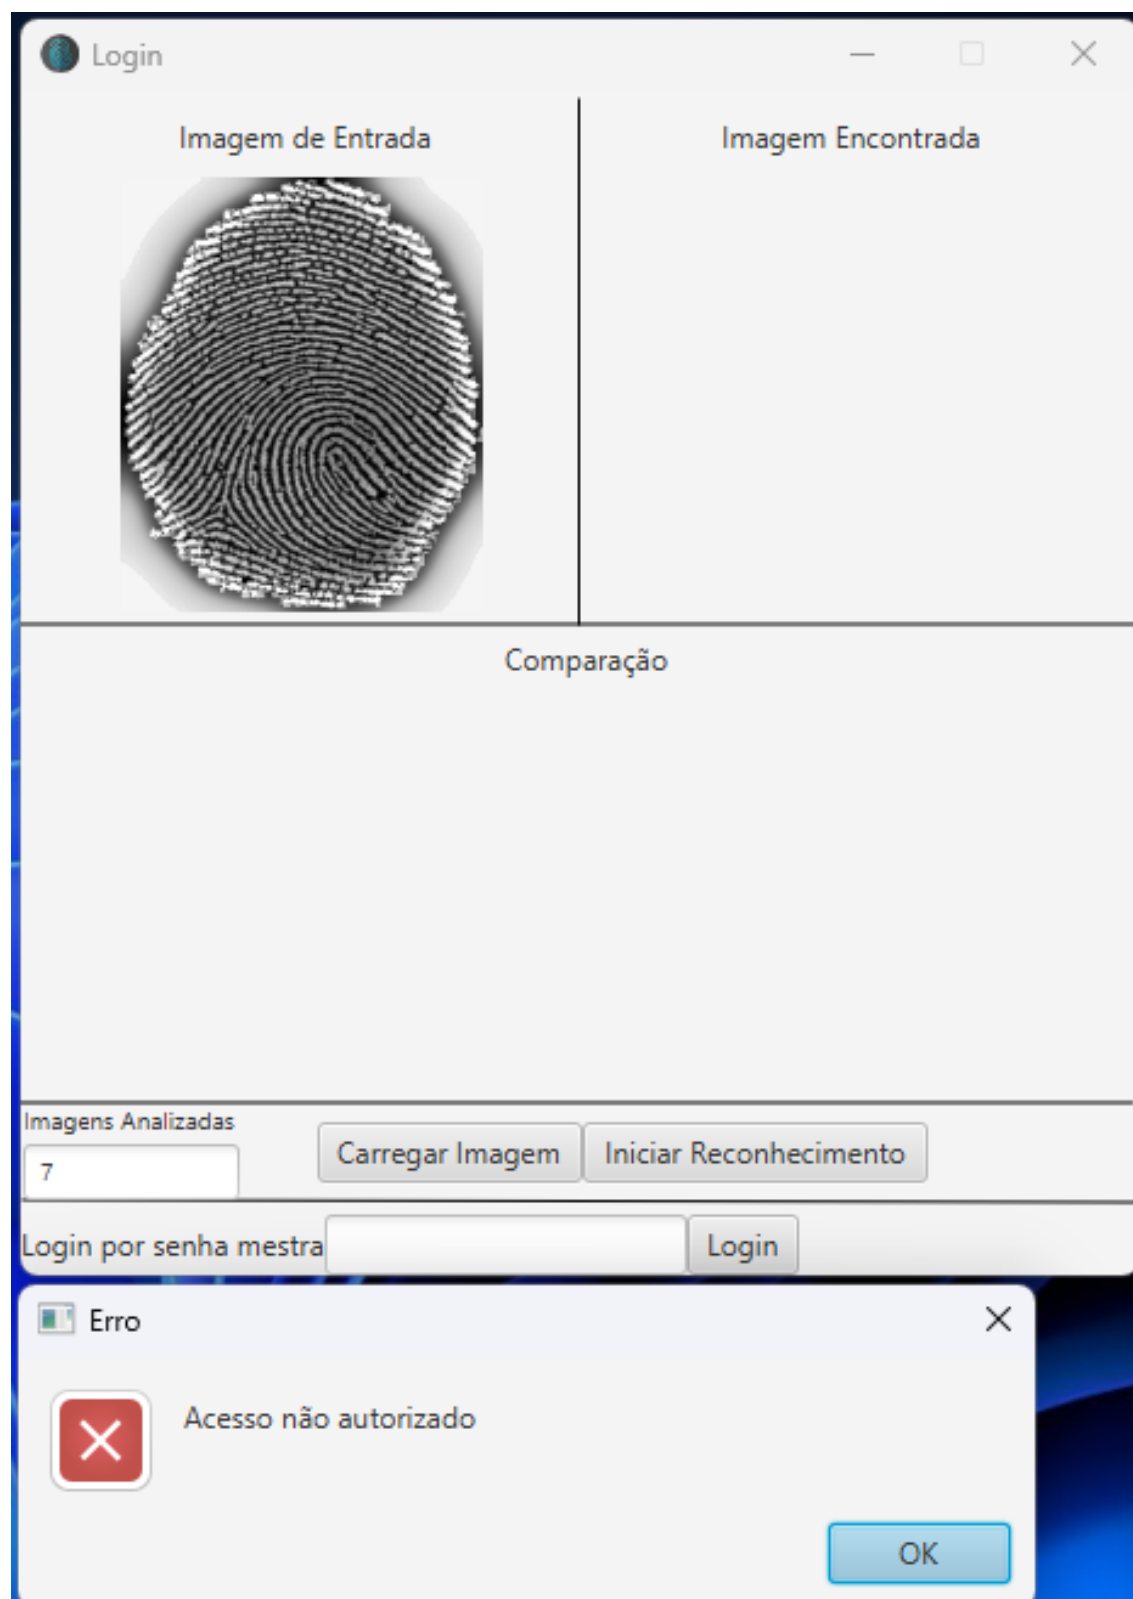 Login
Imagem de Entrada
Imagem Encontrada
Comparação
Imagens Analizadas
7
Carregar Imagem
Iniciar Reconhecimento
Login por senha mestra
Login
Erro
Acesso não autorizado
OK